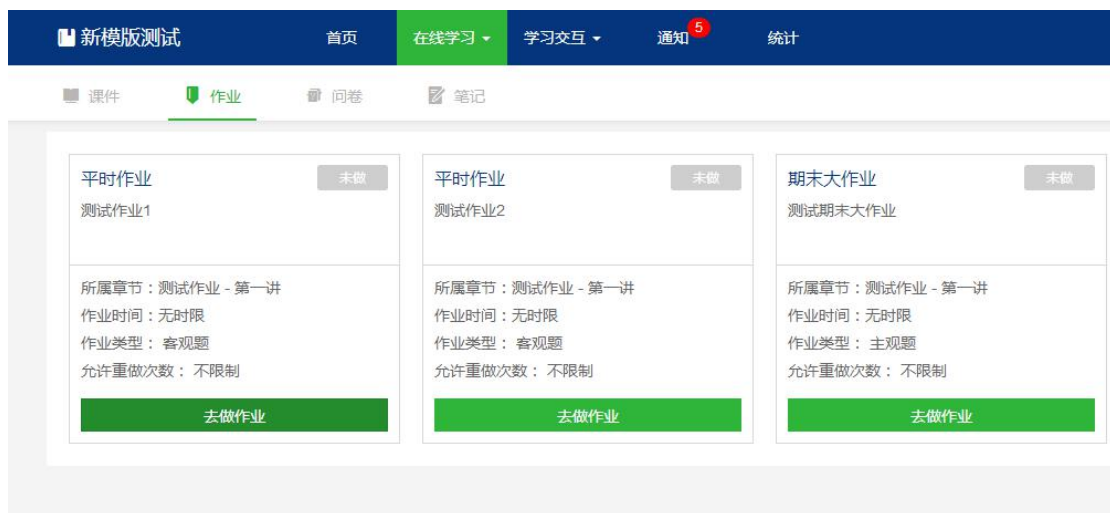 新模版测试 首页 在线学习 学习交互 通知 5 统计
课件 作业 问卷 笔记
平时作业 未做
测试作业1
所属章节：测试作业 - 第一讲
作业时间：无时限
作业类型： 客观题
允许重做次数： 不限制
去做作业
平时作业 未做
测试作业2
所属章节：测试作业 - 第一讲
作业时间：无时限
作业类型： 客观题
允许重做次数： 不限制
去做作业
期末大作业 未做
测试期末大作业
所属章节：测试作业 - 第一讲
作业时间：无时限
作业类型： 主观题
允许重做次数： 不限制
去做作业